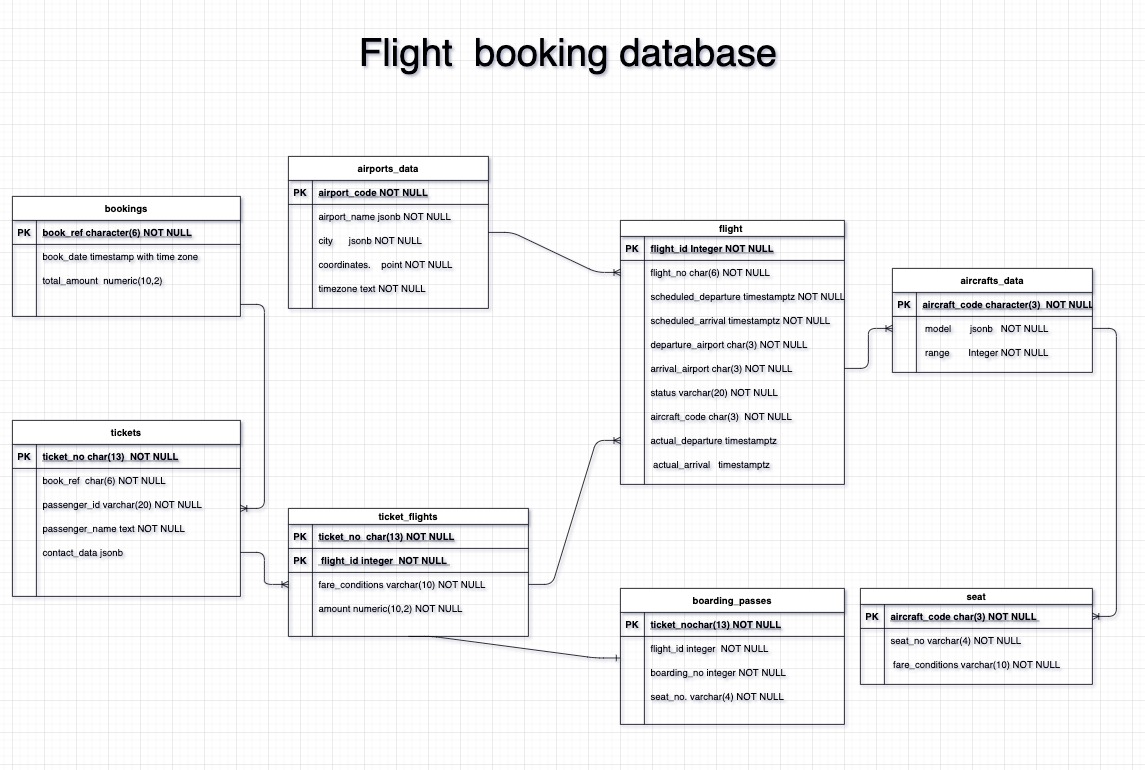 Flight booking database
airports_data
PK airport_code NOT NULL
airport_name jsonb NOT NULL
city jsonb NOT NULL
coordinates. point NOT NULL
timezone text NOT NULL
bookings
PK book_ref character(6) NOT NULL
book_date timestamp with time zone
total_amount numeric(10,2)
flight
PK flight_id Integer NOT NULL
flight_no char(6) NOT NULL
scheduled_departure timestamptz NOT NULL
scheduled_arrival timestamptz NOT NULL
departure_airport char(3) NOT NULL
arrival_airport char(3) NOT NULL
status varchar(20) NOT NULL
aircraft_code char(3) NOT NULL
actual_departure timestamptz
actual_arrival timestamptz
aircrafts_data
PK aircraft_code character(3) NOT NULL
model jsonb NOT NULL
range Integer NOT NULL
tickets
PK ticket_no char(13) NOT NULL
book_ref char(6) NOT NULL
passenger_id varchar(20) NOT NULL
passenger_name text NOT NULL
contact_data jsonb
ticket_flights
PK ticket_no char(13) NOT NULL
PK flight_id integer NOT NULL
fare_conditions varchar(10) NOT NULL
amount numeric(10,2) NOT NULL
boarding_passes
PK ticket_nochar(13) NOT NULL
flight_id integer NOT NULL
boarding_no integer NOT NULL
seat_no. varchar(4) NOT NULL
seat
PK aircraft_code char(3) NOT NULL
seat_no varchar(4) NOT NULL
fare_conditions varchar(10) NOT NULL